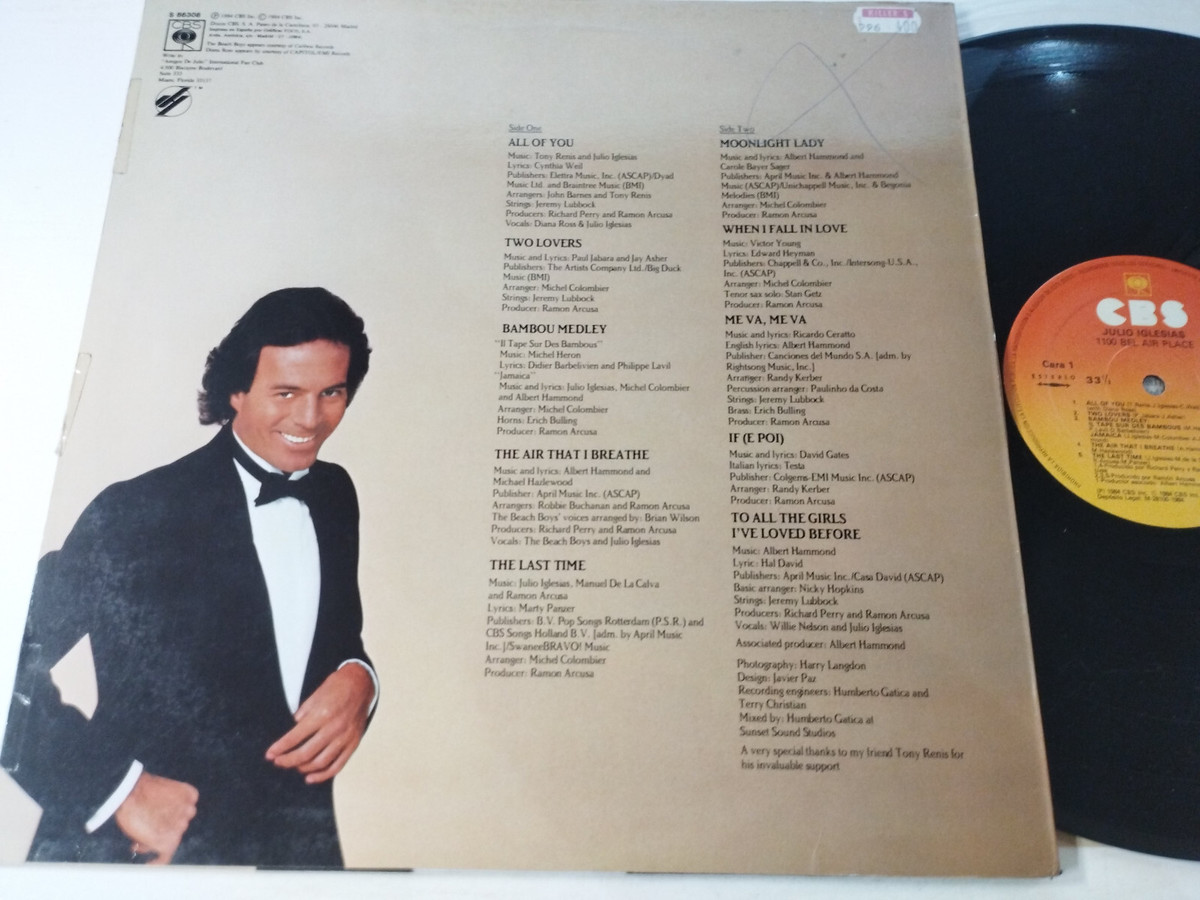 S 86308
CBS
The Beach Boys appears courtesy of Caribou Records
Diana Ross appears by courtesy of CAPITOL/EMI Records
Write to:
"Amigos De Julio" International Fan Club
Miami, Florida
KILLER'S
Side One
ALL OF YOU
Music: Tony Renis and Julio Iglesias
Lyrics: Cynthia Weil
Publishers: Elettra Music, Inc. (ASCAP)/Dyad
Music Ltd. and Braintree Music (BMI)
Arrangers: John Barnes and Tony Renis
Strings: Jeremy Lubbock
Producers: Richard Perry and Ramon Arcusa
Vocals: Diana Ross & Julio Iglesias
TWO LOVERS
Music and Lyrics: Paul Jabara and Jay Asher
Publishers: The Artists Company Ltd./Big Duck
Music (BMI)
Arranger: Michel Colombier
Strings: Jeremy Lubbock
Producer: Ramon Arcusa
BAMBOU MEDLEY
"Il Tape Sur Des Bambous"
Music: Michel Heron
Lyrics: Didier Barbelivien and Philippe Lavil
"Jamaica"
Music and lyrics: Julio Iglesias, Michel Colombier
and Albert Hammond
Arranger: Michel Colombier
Horns: Erich Bulling
Producer: Ramon Arcusa
THE AIR THAT I BREATHE
Music and lyrics: Albert Hammond and
Michael Hazlewood
Publisher: April Music Inc. (ASCAP)
Arrangers: Robbie Buchanan and Ramon Arcusa
The Beach Boys' voices arranged by: Brian Wilson
Producers: Richard Perry and Ramon Arcusa
Vocals: The Beach Boys and Julio Iglesias
THE LAST TIME
Music: Julio Iglesias, Manuel De La Calva
and Ramon Arcusa
Lyrics: Marty Panzer
Publishers: B.V. Pop Songs Rotterdam (P.S.R.) and
CBS Songs Holland B.V. [adm. by April Music
Inc.]/SwaneeBRAVO! Music
Arranger: Michel Colombier
Producer: Ramon Arcusa
Side Two
MOONLIGHT LADY
Music and lyrics: Albert Hammond and
Carole Bayer Sager
Publishers: April Music Inc. & Albert Hammond
Music (ASCAP)/Unichappell Music, Inc. & Begonia
Melodies (BMI)
Arranger: Michel Colombier
Producer: Ramon Arcusa
WHEN I FALL IN LOVE
Music: Victor Young
Lyrics: Edward Heyman
Publishers: Chappell & Co., Inc./Intersong-U.S.A.,
Inc. (ASCAP)
Arranger: Michel Colombier
Tenor sax solo: Stan Getz
Producer: Ramon Arcusa
ME VA, ME VA
Music and lyrics: Ricardo Ceratto
English lyrics: Albert Hammond
Publisher: Canciones del Mundo S.A. [adm. by
Rightsong Music, Inc.]
Arranger: Randy Kerber
Percussion arranger: Paulinho da Costa
Strings: Jeremy Lubbock
Brass: Erich Bulling
Producer: Ramon Arcusa
IF (E POI)
Music and lyrics: David Gates
Italian lyrics: Testa
Publisher: Colgems-EMI Music Inc. (ASCAP)
Arranger: Randy Kerber
Producer: Ramon Arcusa
TO ALL THE GIRLS
I'VE LOVED BEFORE
Music: Albert Hammond
Lyric: Hal David
Publishers: April Music Inc./Casa David (ASCAP)
Basic arranger: Nicky Hopkins
Strings: Jeremy Lubbock
Producers: Richard Perry and Ramon Arcusa
Vocals: Willie Nelson and Julio Iglesias
Associated producer: Albert Hammond
Photography: Harry Langdon
Design: Javier Paz
Recording engineers: Humberto Gatica and
Terry Christian
Mixed by: Humberto Gatica at
Sunset Sound Studios
A very special thanks to my friend Tony Renis for
his invaluable support
CBS
JULIO IGLESIAS
1100 BEL AIR PLACE
Cara 1
ESTEREO 33⅓